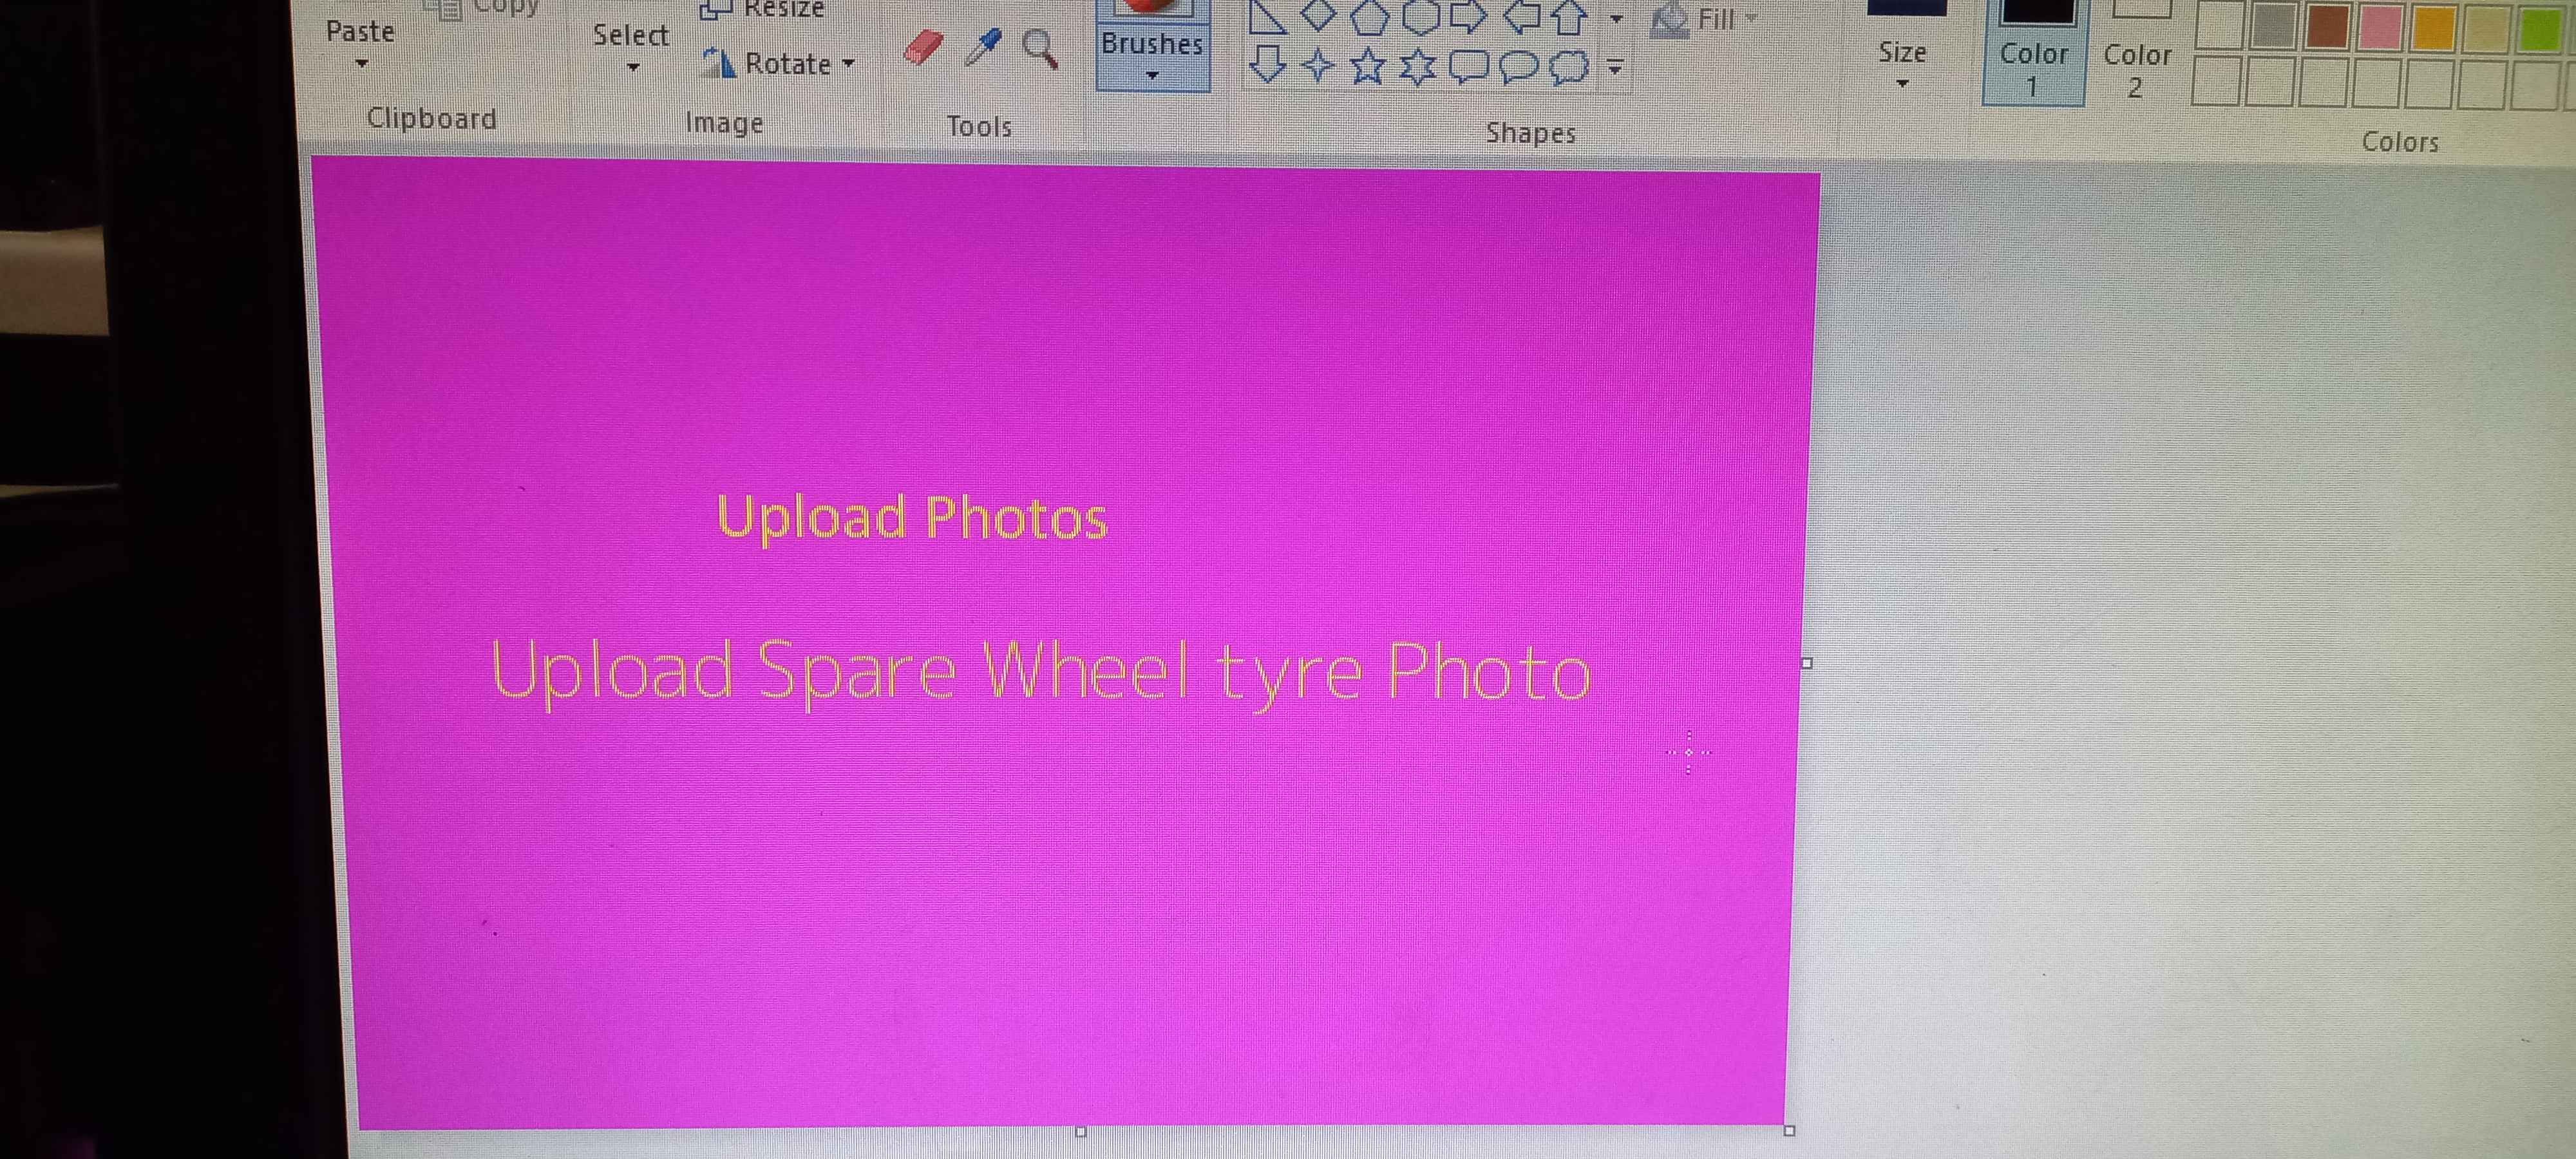 Copy
Resize
Paste
Select
Rotate
Brushes
Fill
Size
Color
1
Color
2
Clipboard
Image
Tools
Shapes
Colors
Upload Photos
Upload Spare Wheel tyre Photo